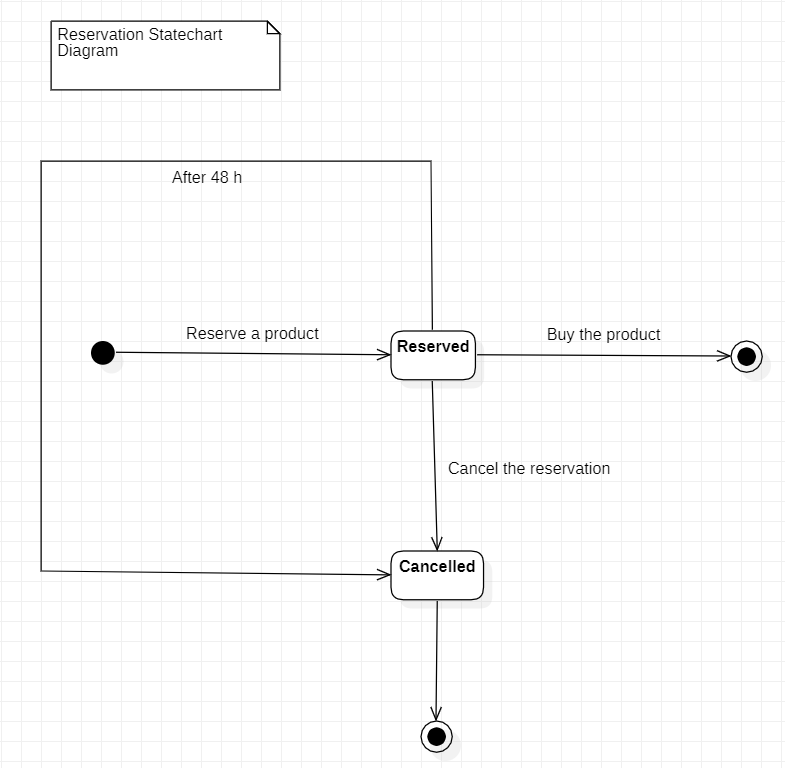 Reservation Statechart
Diagram
After 48 h
Reserve a product
Reserved
Buy the product
Cancel the reservation
Cancelled